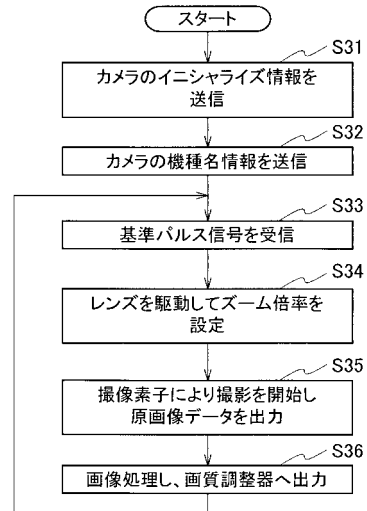 スタート
S31
カメラのイニシャライズ情報を
送信
S32
カメラの機種名情報を送信
S33
基準パルス信号を受信
S34
レンズを駆動してズーム倍率を
設定
S35
撮像素子により撮影を開始し
原画像データを出力
S36
画像処理し、画質調整器へ出力